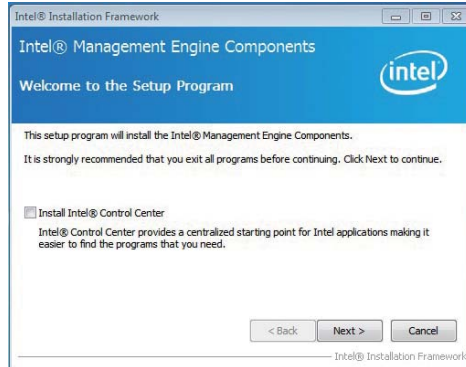 Intel® Installation Framework
Intel® Management Engine Components
Welcome to the Setup Program
intel
This setup program will install the Intel® Management Engine Components.
It is strongly recommended that you exit all programs before continuing. Click Next to continue.
Install Intel® Control Center
Intel® Control Center provides a centralized starting point for Intel applications making it
easier to find the programs that you need.
< Back Next > Cancel
Intel® Installation Framework